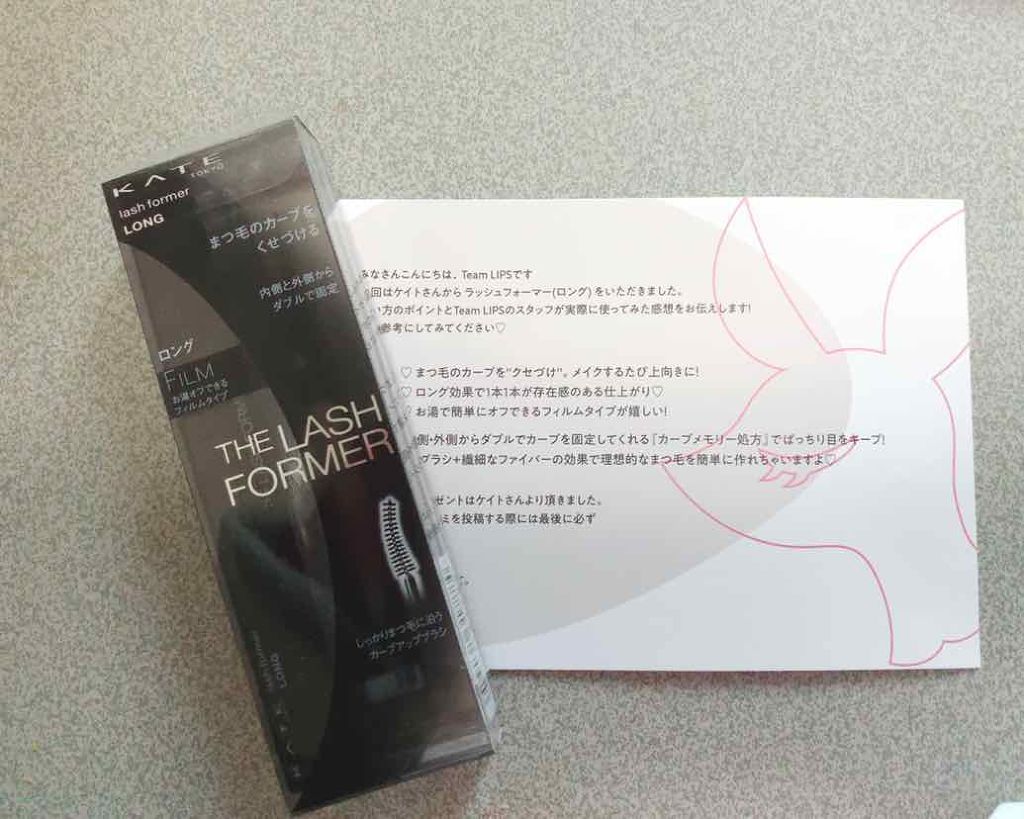 KATE
TOKYO
lash former
LONG
まつ毛のカーブを
くせづける
内側と外側から
ダブルで固定
ロング
FILM
お湯オフできる
フィルムタイプ
THE LASH
FORMER
しっかりまつ毛に沿う
カーブアップブラシ
LONG
みなさんこんにちは。Team LIPSです
回はケイトさんから ラッシュフォーマー(ロング) をいただきました。
い方のポイントとTeam LIPSのスタッフが実際に使ってみた感想をお伝えします!
参考にしてみてください♡
♡ まつ毛のカーブを"クセづけ"。メイクするたび上向きに!
♡ ロング効果で1本1本が存在感のある仕上がり♡
♡ お湯で簡単にオフできるフィルムタイプが嬉しい!
側・外側からダブルでカーブを固定してくれる『カーブメモリー処方』でばっちり目をキープ!
ブラシ+繊細なファイバーの効果で理想的なまつ毛を簡単に作れちゃいますよ♡
ゼントはケイトさんより頂きました。
ミを投稿する際には最後に必ず